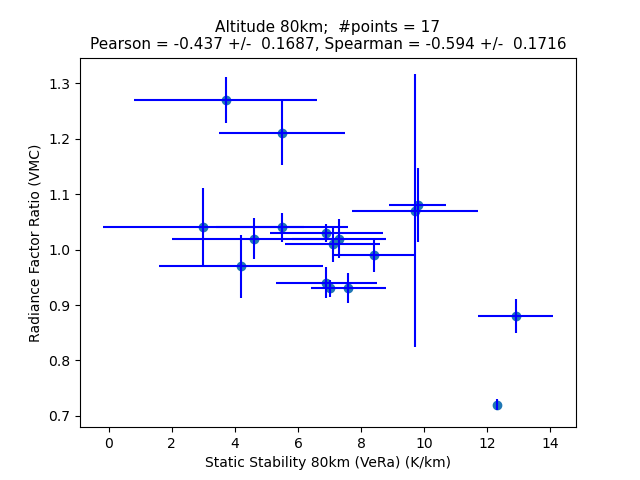 Altitude 80km;  #points = 17
Pearson = -0.437 +/-  0.1687, Spearman = -0.594 +/-  0.1716
1.3
1.2
1.1
1.0
0.9
0.8
0.7
Radiance Factor Ratio (VMC)
0 2 4 6 8 10 12 14
Static Stability 80km (VeRa) (K/km)